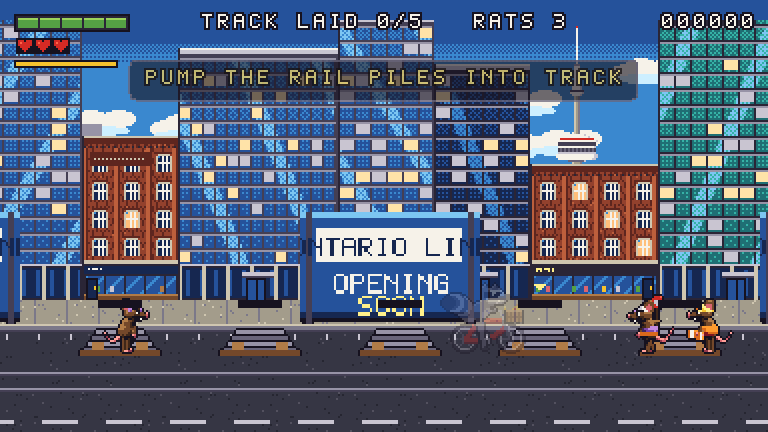 TRACK LAID 0/5 RATS 3 000000
PUMP THE RAIL PILES INTO TRACK
NTARIO LIN
OPENING
SOON